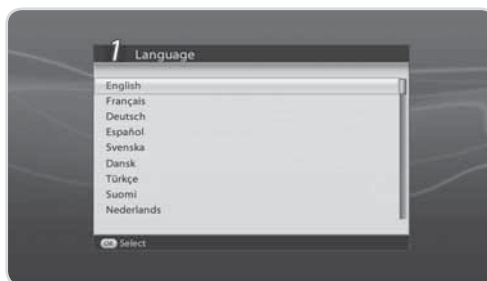 1 Language
English
Français
Deutsch
Español
Svenska
Dansk
Türkçe
Suomi
Nederlands
OK Select